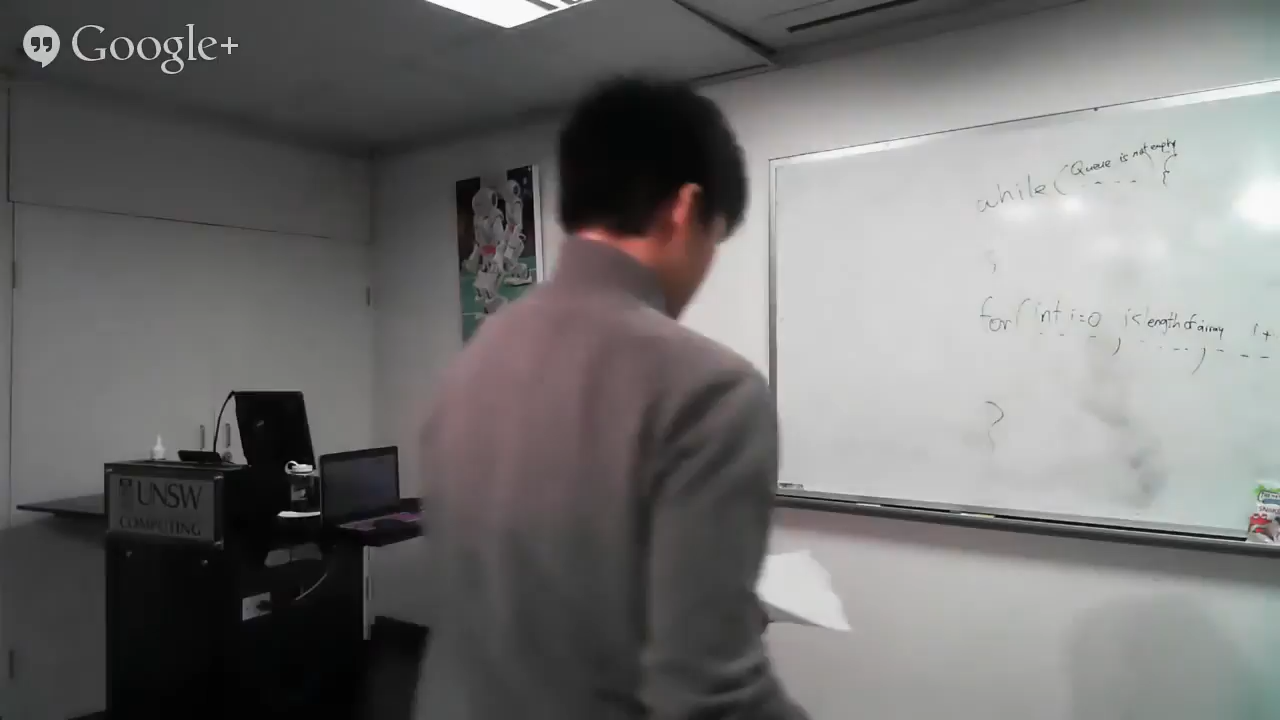 Google+
while( Queue is not empty {
for( int i=0 i< length of array i+
}
UNSW
COMPUTING